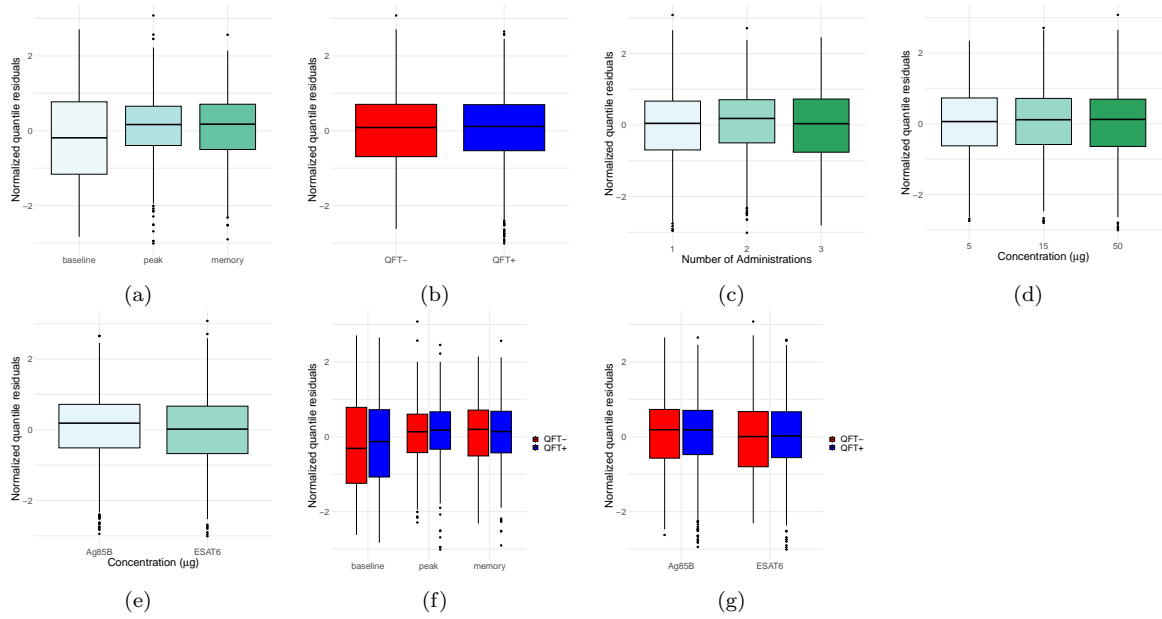 Normalized quantile residuals
2
0
−2
baseline peak memory
(a)
Normalized quantile residuals
2
0
−2
QFT− QFT+
(b)
Normalized quantile residuals
2
0
−2
1 2 3
Number of Administrations
(c)
Normalized quantile residuals
2
0
−2
5 15 50
Concentration (μg)
(d)
Normalized quantile residuals
2
0
−2
Ag85B ESAT6
Concentration (μg)
(e)
Normalized quantile residuals
2
0
−2
baseline peak memory
QFT−
QFT+
(f)
Normalized quantile residuals
2
0
−2
Ag85B ESAT6
QFT−
QFT+
(g)